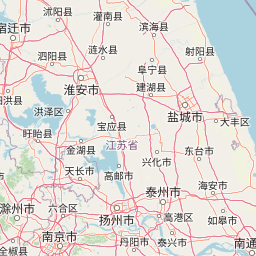 沭阳县
灌南县
滨海县
宿迁市
泗阳县
涟水县
射阳县
阜宁县
淮安市
建湖县
泗洪县
洪泽区
盐城市
大丰区
宝应县
盱眙县
金湖县
江苏省
兴化市
东台市
天长市
高邮市
海安市
泰州市
滁州市
六合区
扬州市
高港区
如皋市
南京市
全椒县
丹阳市
泰兴市
南通